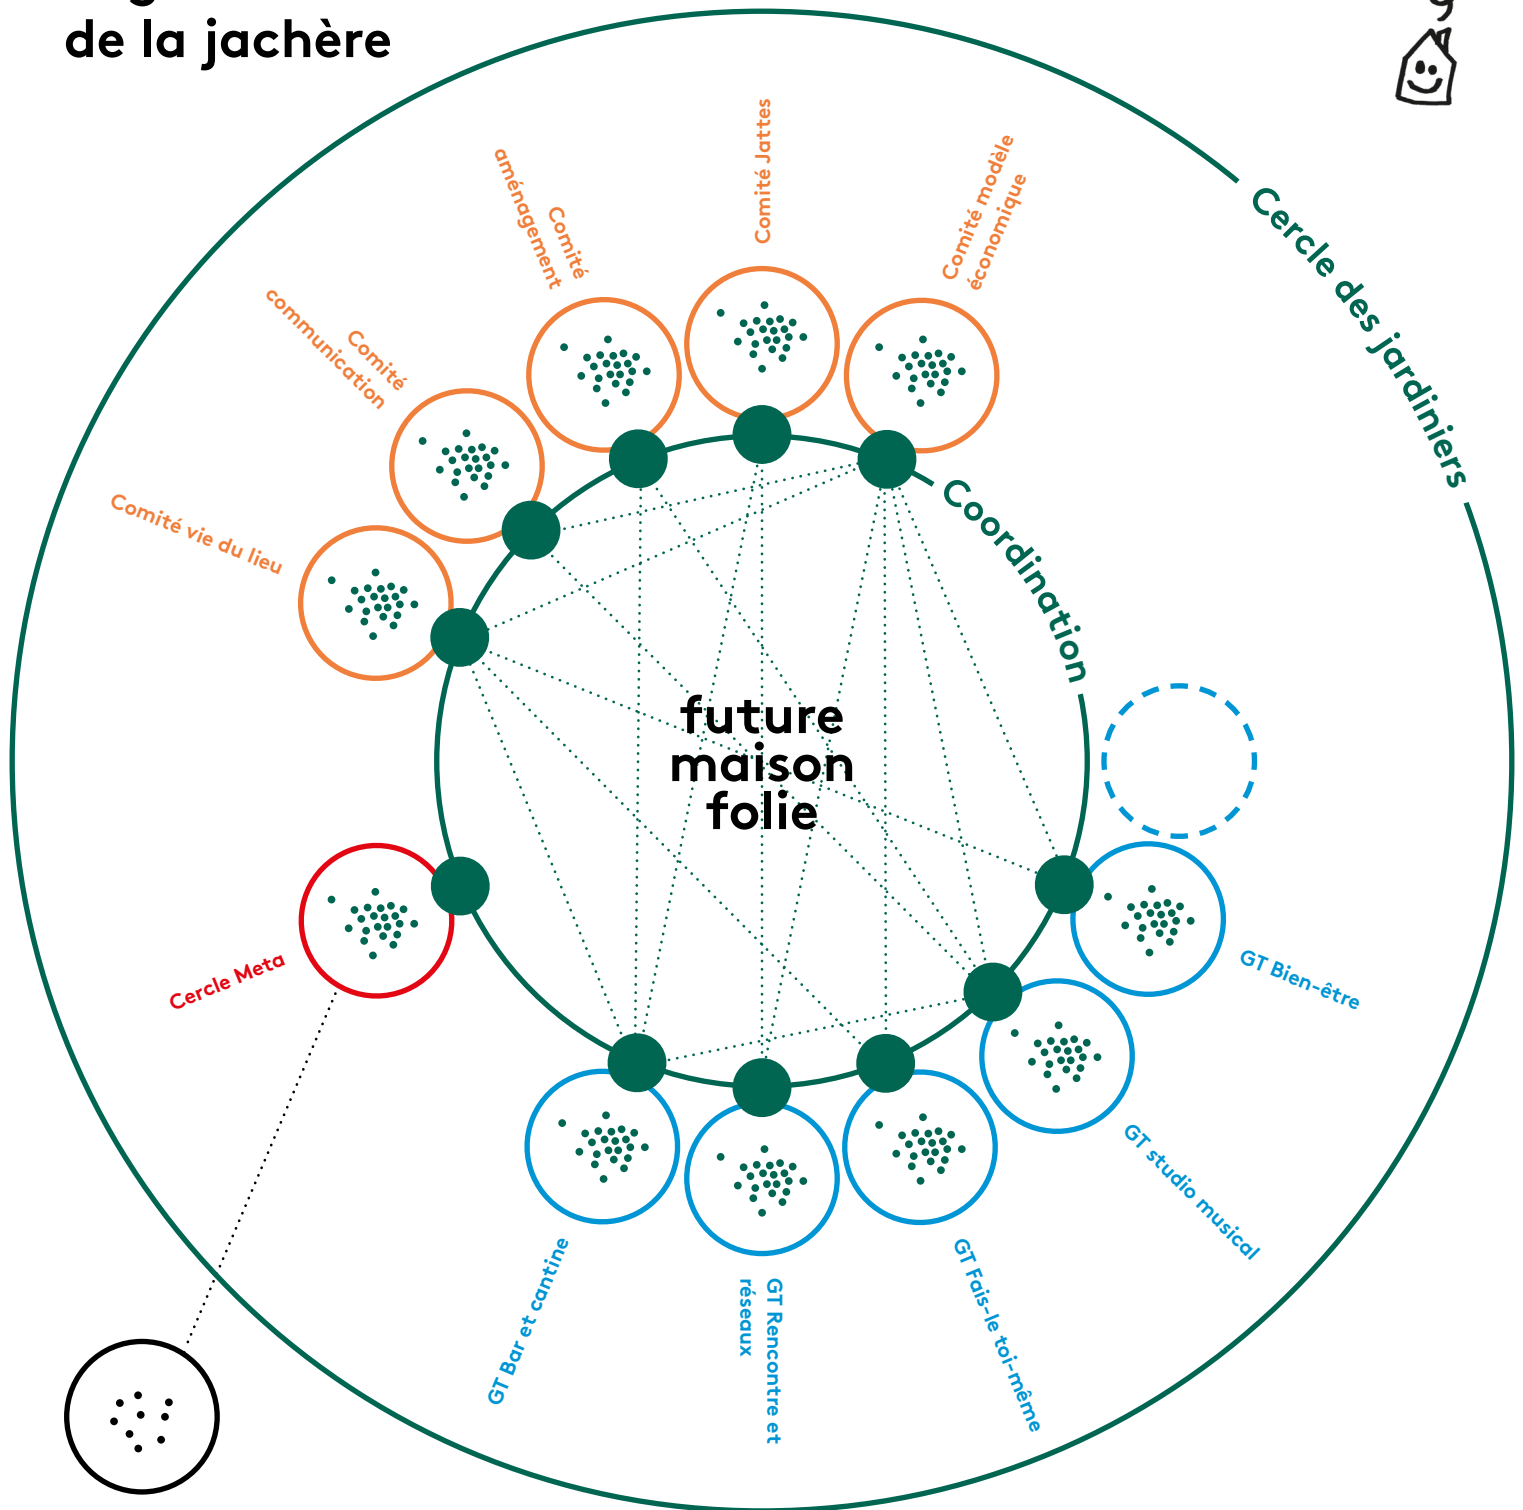 de la jachère
Comité Jattes
Comité modèle
économique
Comité
aménagement
Comité
communication
Comité vie du lieu
Cercle des jardiniers
Coordination
future
maison
folie
Cercle Meta
GT Bien-être
GT studio musical
GT Fais-le toi-même
GT Rencontre et
réseaux
GT Bar et cantine